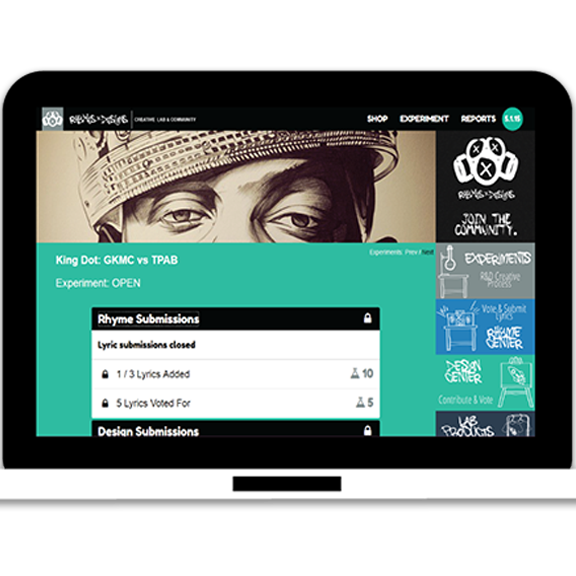 RHYMES x DESIGNS CREATIVE LAB & COMMUNITY
SHOP EXPERIMENT REPORTS 5.1.15
RHYMES x DESIGNS
JOIN THE
COMMUNITY.
King Dot: GKMC vs TPAB
Experiments: Prev / Next
Experiment: OPEN
Rhyme Submissions
Lyric submissions closed
1 / 3 Lyrics Added 10
5 Lyrics Voted For 5
Design Submissions
EXPERIMENTS
R&D Creative
Process
Vote & Submit
Lyrics
RHYME
CENTER
DESIGN
CENTER
Contribute & Vote
LAB
PRODUCTS